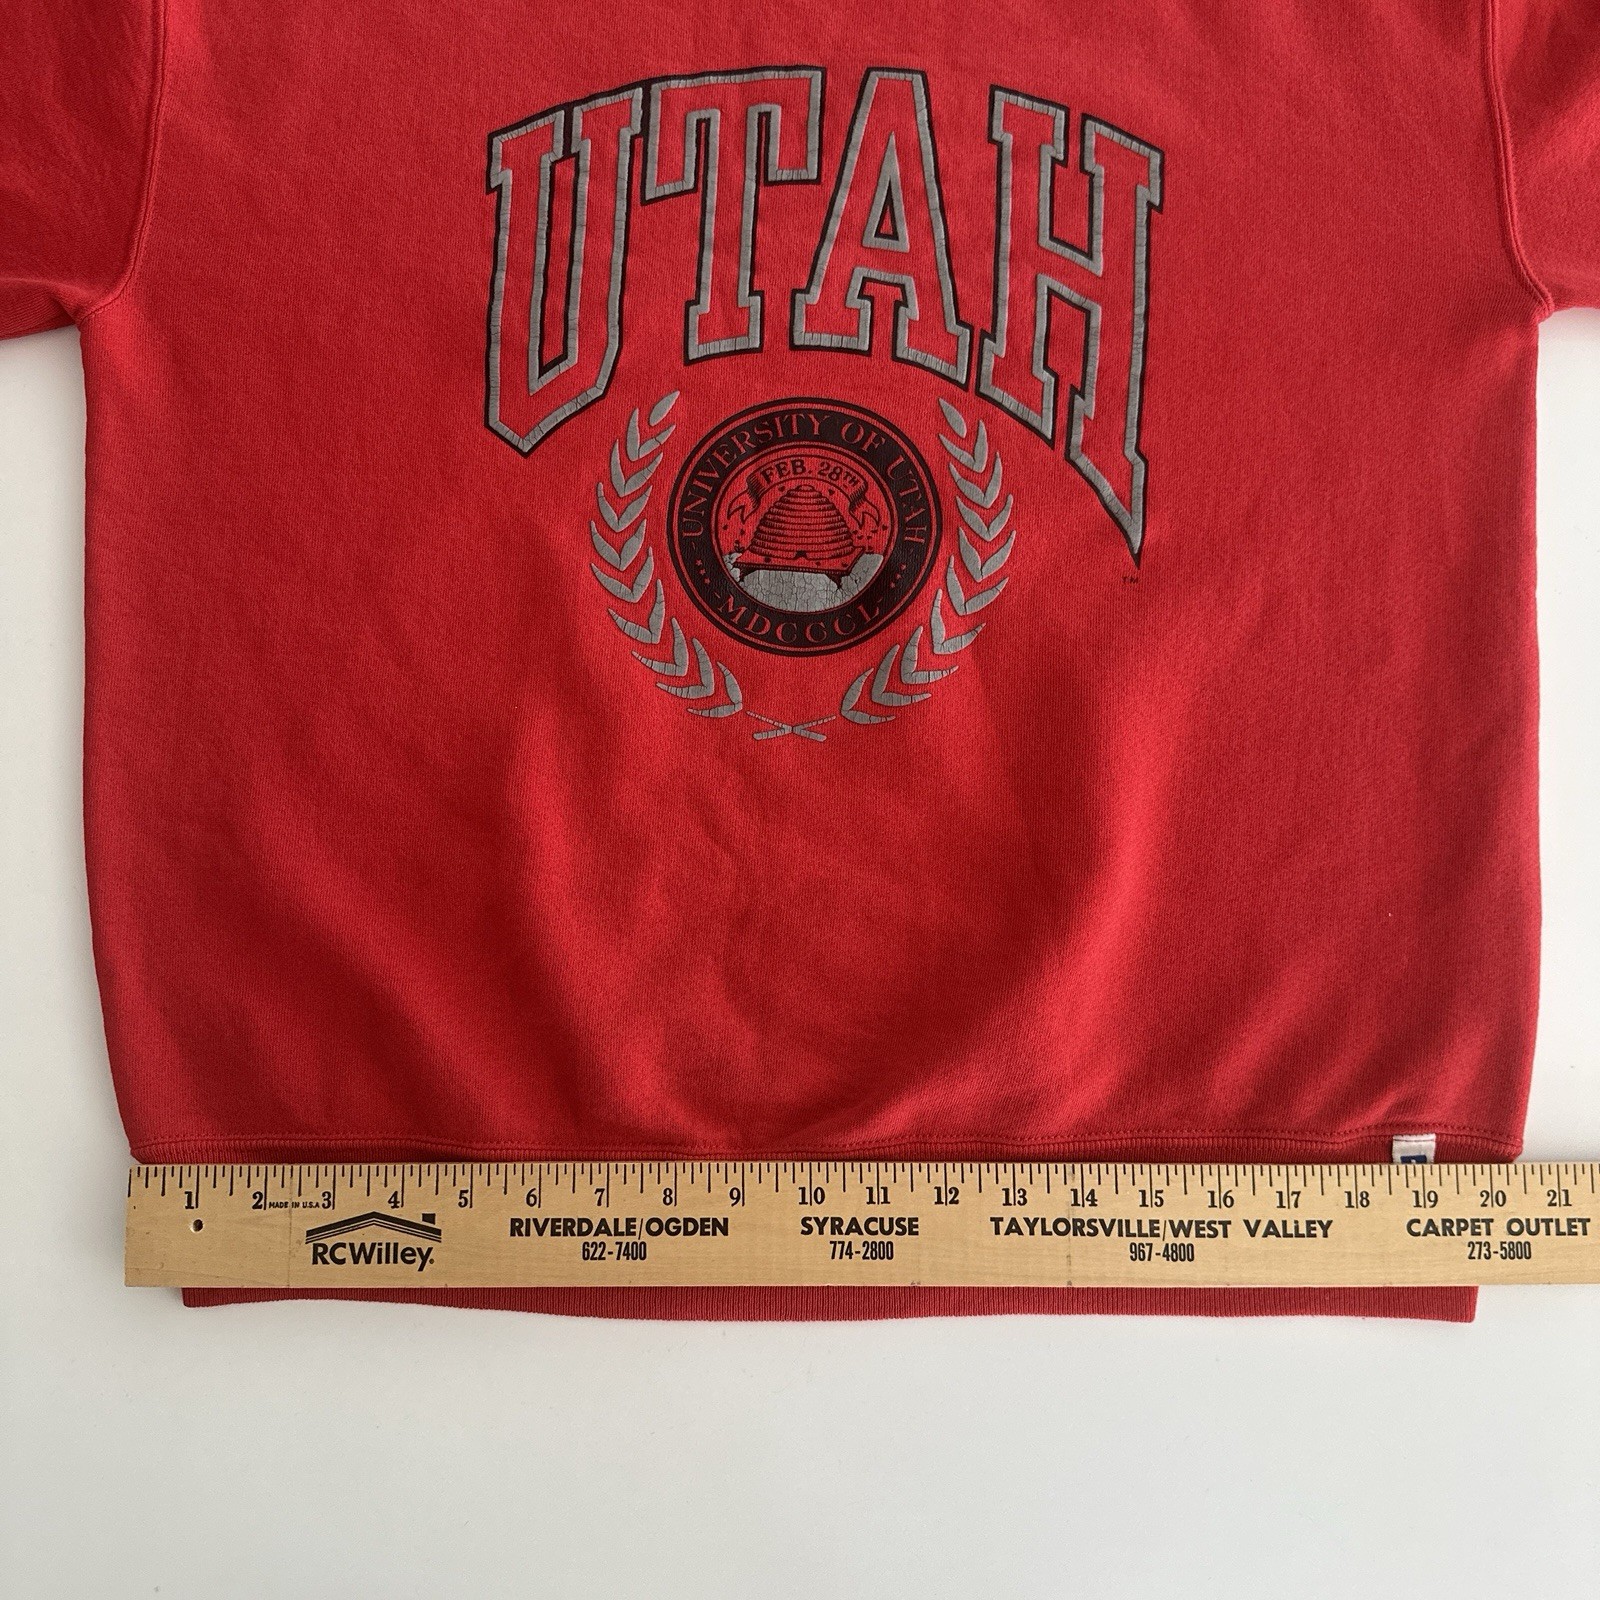 UTAH
UNIVERSITY OF UTAH
FEB. 28TH
MDCCCL
TM
1 2 MADE IN U.S.A 3 4 5 6 7 8 9 10 11 12 13 14 15 16 17 18 19 20 21
RCWilley. RIVERDALE/OGDEN SYRACUSE TAYLORSVILLE/WEST VALLEY CARPET OUTLET
622-7400 774-2800 967-4800 273-5800